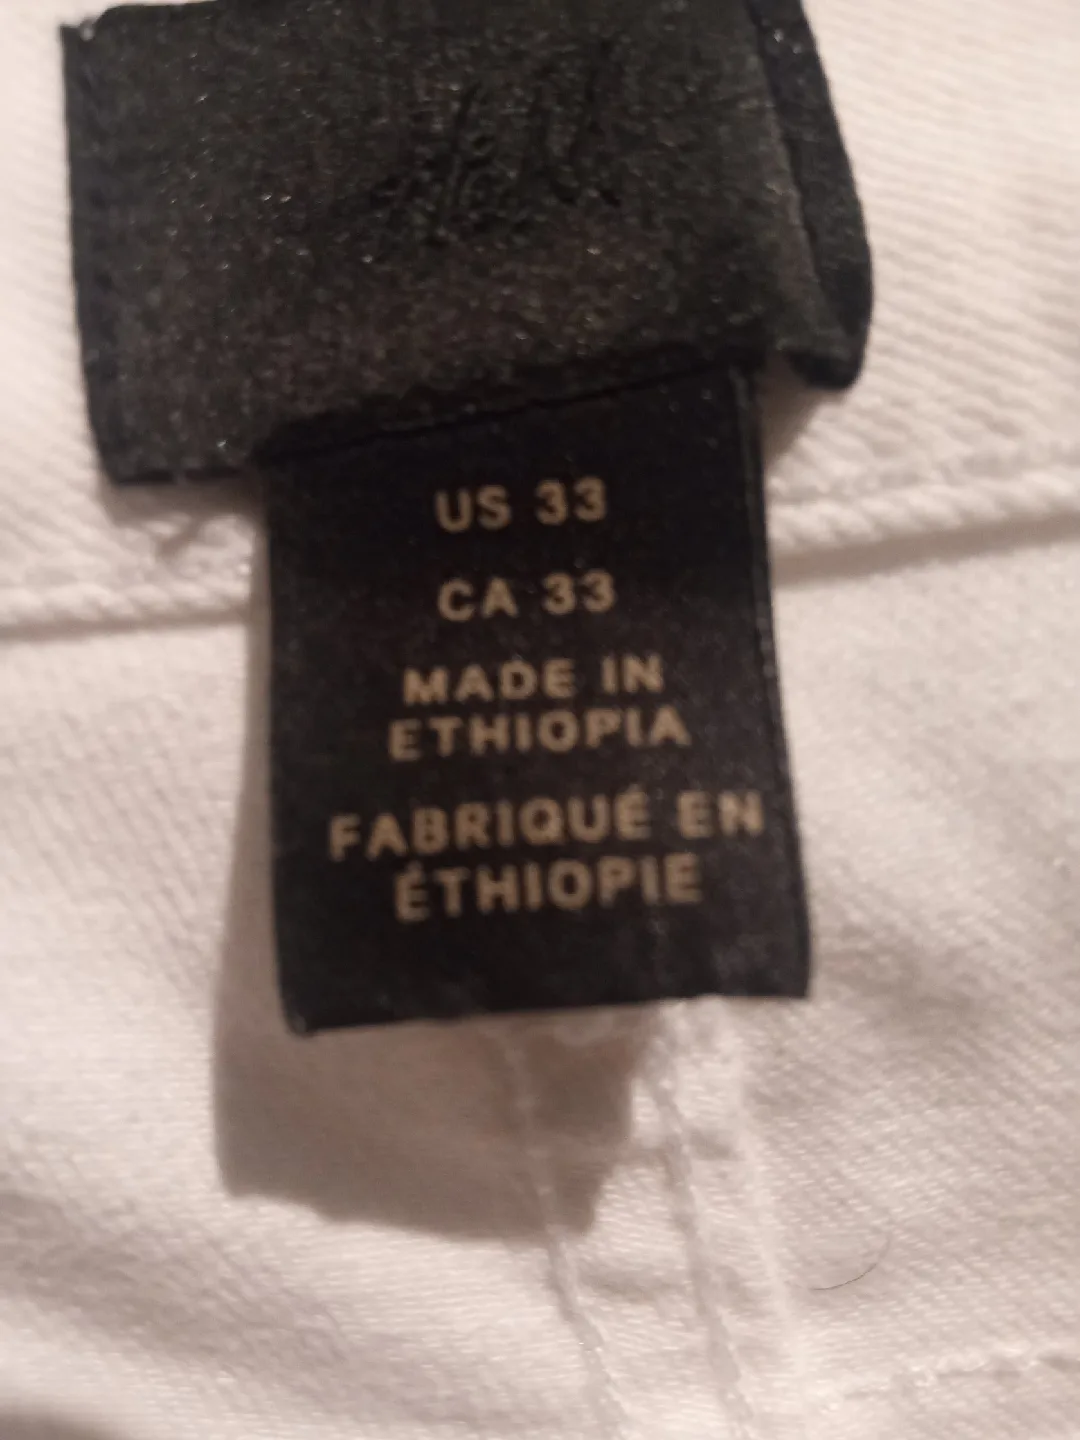 US 33
CA 33
MADE IN
ETHIOPIA
FABRIQUÉ EN
ÉTHIOPIE